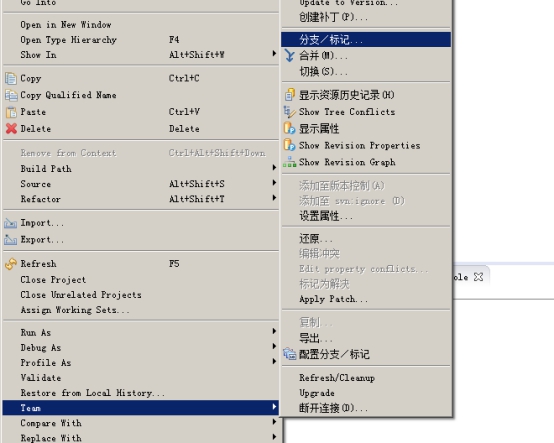 Go Into
Open in New Window
Open Type Hierarchy F4
Show In Alt+Shift+W
Copy Ctrl+C
Copy Qualified Name
Paste Ctrl+V
Delete Delete
Remove from Context Ctrl+Alt+Shift+Down
Build Path
Source Alt+Shift+S
Refactor Alt+Shift+T
Import...
Export...
Refresh F5
Close Project
Close Unrelated Projects
Assign Working Sets...
Run As
Debug As
Profile As
Validate
Restore from Local History...
Team
Compare With
Replace With
Update to Version...
创建补丁(P)...
分支/标记...
合并(M)...
切换(S)...
显示资源历史记录(H)
Show Tree Conflicts
显示属性
Show Revision Properties
Show Revision Graph
添加至版本控制(A)
添加至 svn:ignore (D)
设置属性...
还原...
编辑冲突
Edit property conflicts...
标记为解决
Apply Patch...
复制...
导出...
配置分支/标记
Refresh/Cleanup
Upgrade
断开连接(D)...
ole